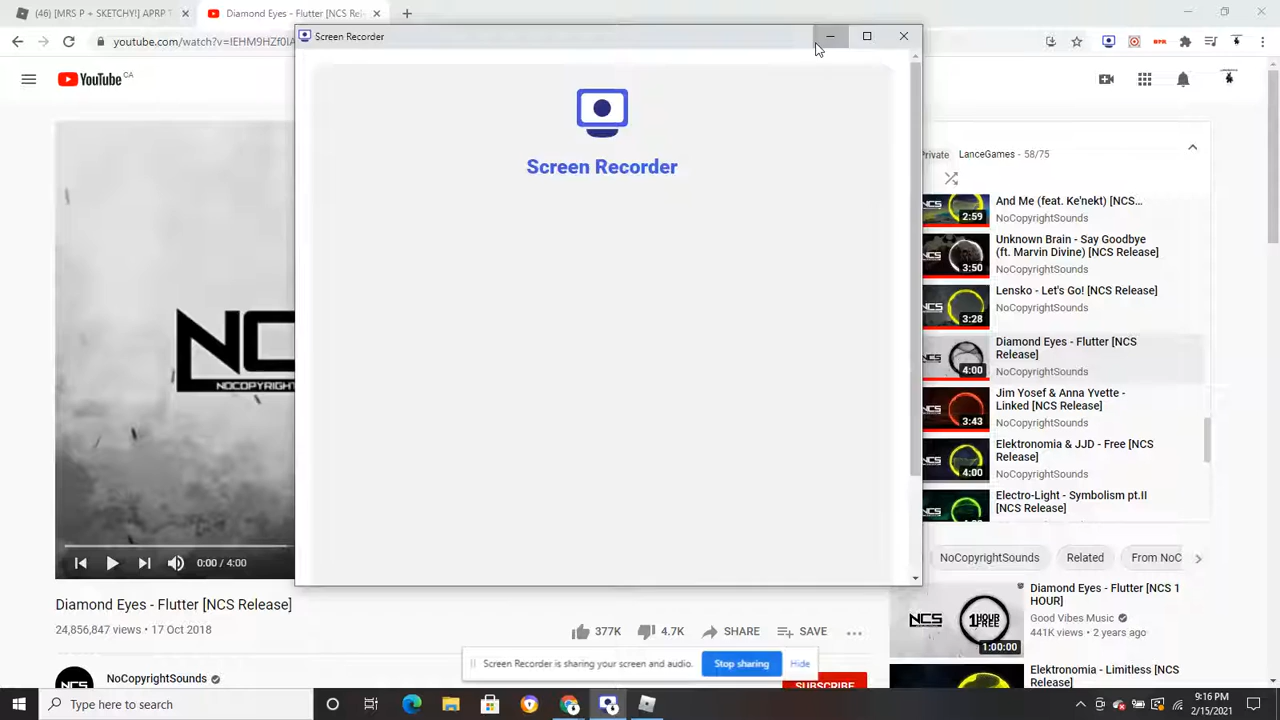 (46) [MRS P + SKETCHY!] APRP T
Diamond Eyes - Flutter [NCS Rel
youtube.com/watch?v=IEHM9HZf0IA
Screen Recorder
YouTube CA
Screen Recorder
Private LanceGames - 58/75
And Me (feat. Ke'nekt) [NCS...
NoCopyrightSounds
2:59
Unknown Brain - Say Goodbye
(ft. Marvin Divine) [NCS Release]
NoCopyrightSounds
3:50
Lensko - Let's Go! [NCS Release]
NoCopyrightSounds
3:28
Diamond Eyes - Flutter [NCS
Release]
NoCopyrightSounds
4:00
Jim Yosef & Anna Yvette -
Linked [NCS Release]
NoCopyrightSounds
3:43
Elektronomia & JJD - Free [NCS
Release]
NoCopyrightSounds
4:00
Electro-Light - Symbolism pt.II
[NCS Release]
NCS
NOCOPYRIGHT
0:00 / 4:00
NoCopyrightSounds Related From NoC
Diamond Eyes - Flutter [NCS Release]
24,856,847 views • 17 Oct 2018
377K 4.7K SHARE SAVE
NoCopyrightSounds
SUBSCRIBE
Diamond Eyes - Flutter [NCS 1
HOUR]
Good Vibes Music
441K views • 2 years ago
NCS 1 HOUR FREE
1:00:00
Elektronomia - Limitless [NCS
Screen Recorder is sharing your screen and audio. Stop sharing Hide
Type here to search
9:16 PM
2/15/2021